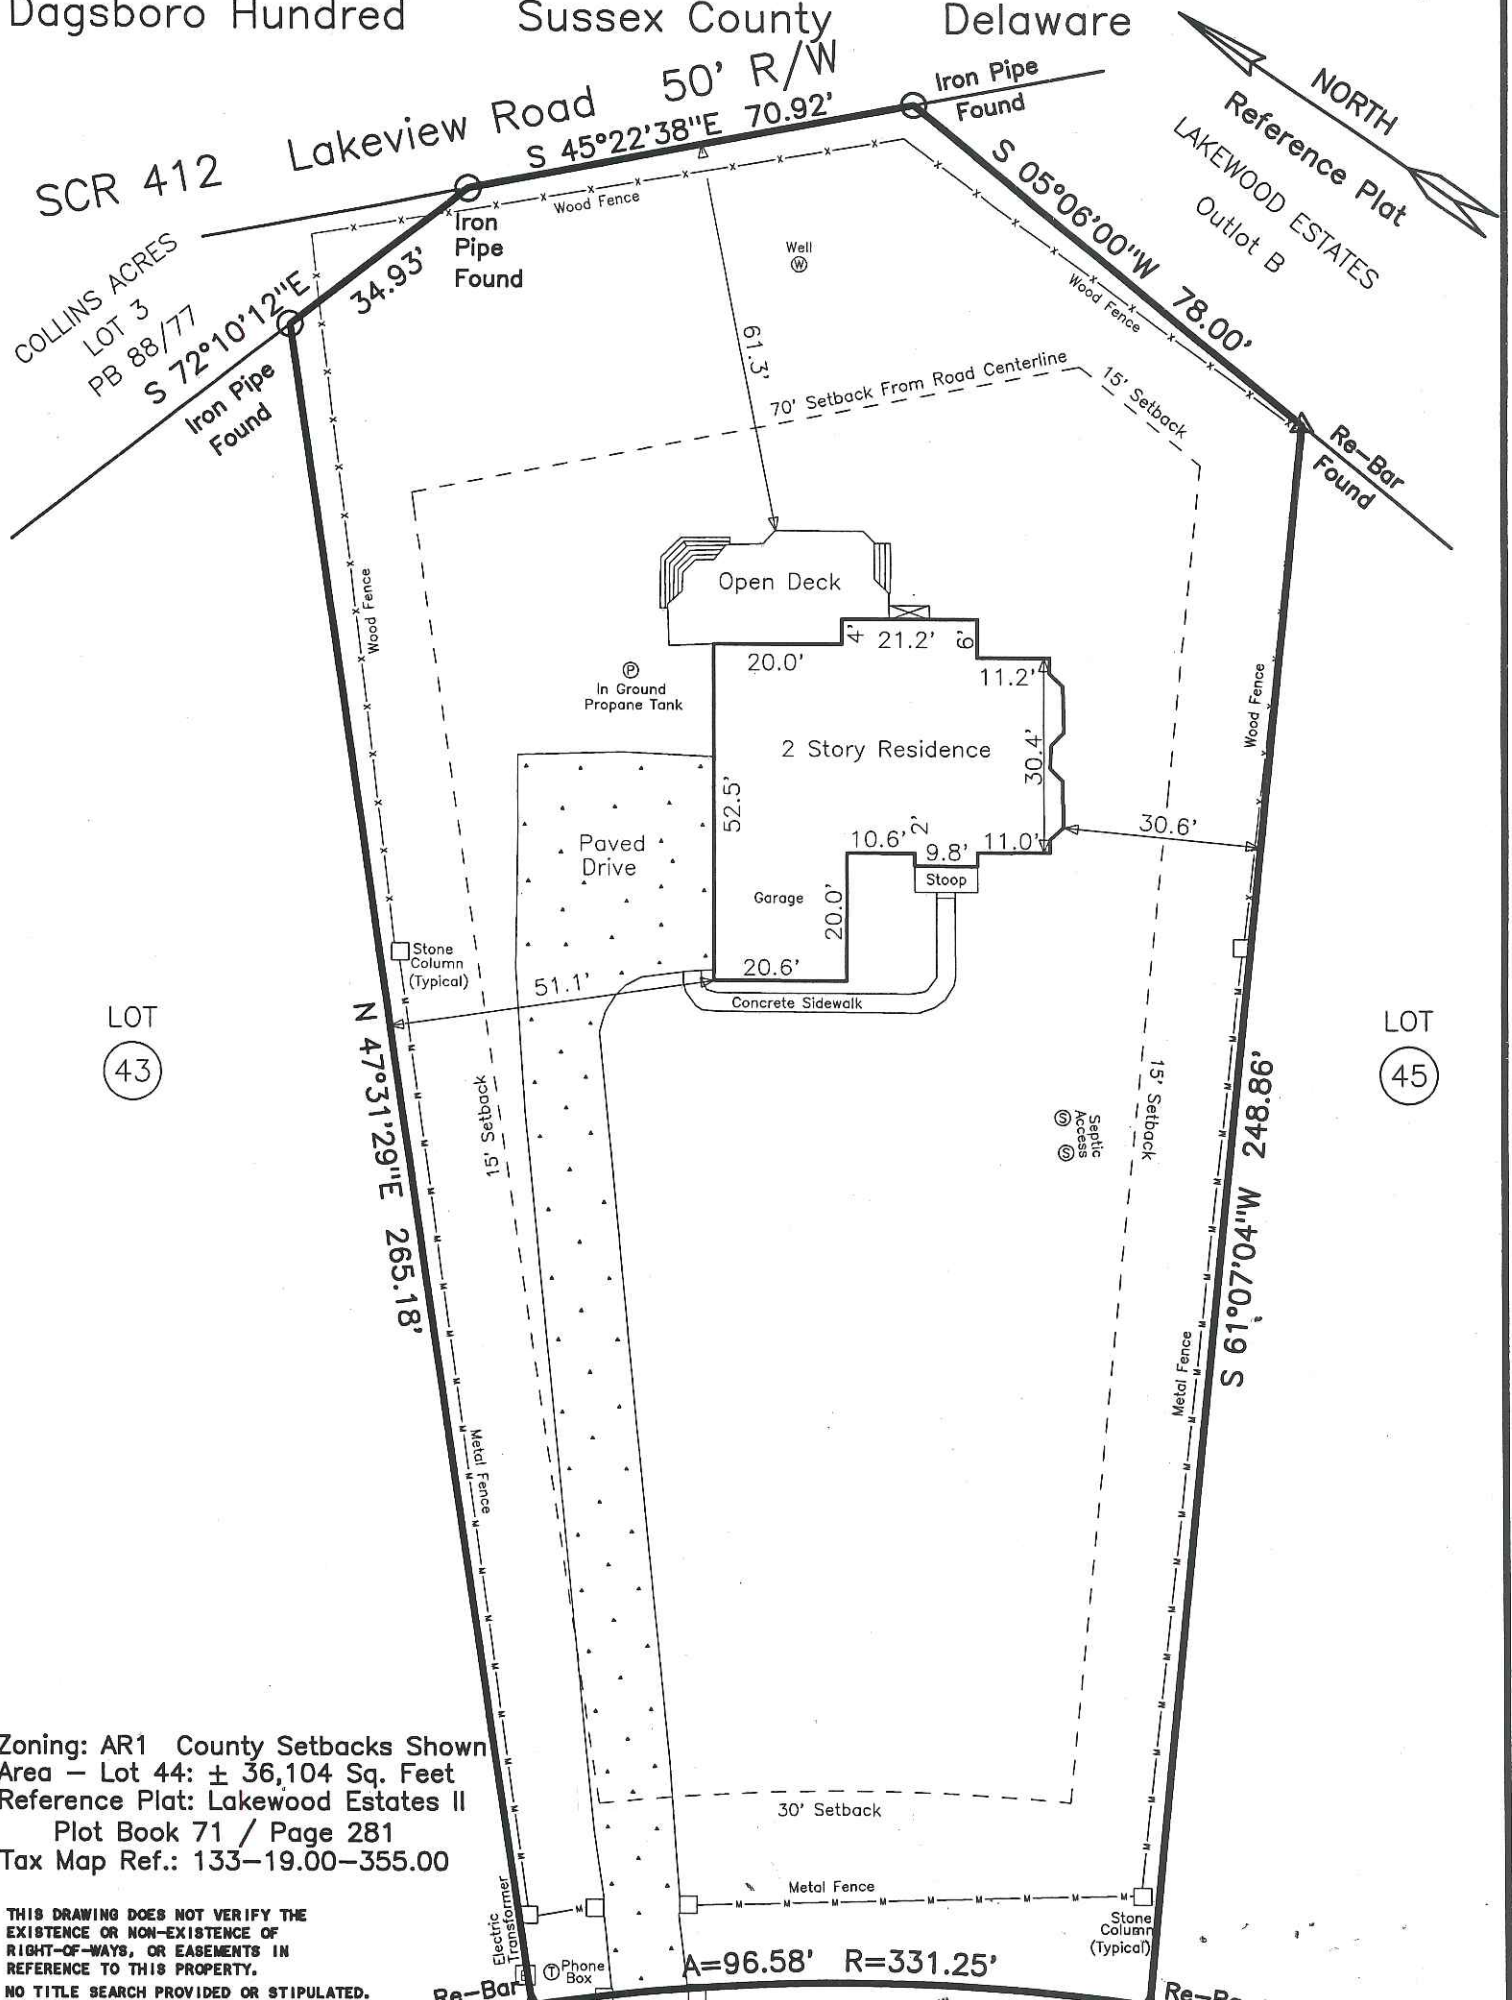 Dagsboro Hundred Sussex County Delaware
SCR 412 Lakeview Road 50' R/W
S 45°22'38"E 70.92'
Iron Pipe
Found
NORTH
Reference Plat
LAKEWOOD ESTATES
Outlot B
S 05°06'00"W 78.00'
Wood Fence
Iron
Pipe
Found
Wood Fence
COLLINS ACRES
LOT 3
PB 88/77
S 72°10'12"E 34.93'
Iron Pipe
Found
Well
W
61.3'
70' Setback From Road Centerline
15' Setback
Re-Bar
Found
Wood Fence
Open Deck
4'
21.2'
6'
20.0'
11.2'
P
In Ground
Propane Tank
Wood Fence
2 Story Residence
30.4'
52.5'
Paved
Drive
10.6'
2'
9.8'
11.0'
30.6'
Stoop
Garage
20.0'
20.6'
Stone
Column
(Typical)
51.1'
Concrete Sidewalk
LOT
43
N 47°31'29"E 265.18'
15' Setback
LOT
45
S
S
Septic
Access
15' Setback
S 61°07'04"W 248.86'
Metal Fence
Metal Fence
Zoning: AR1 County Setbacks Shown
Area - Lot 44: ± 36,104 Sq. Feet
Reference Plat: Lakewood Estates II
Plot Book 71 / Page 281
Tax Map Ref.: 133-19.00-355.00
30' Setback
Metal Fence
THIS DRAWING DOES NOT VERIFY THE
EXISTENCE OR NON-EXISTENCE OF
RIGHT-OF-WAYS, OR EASEMENTS IN
REFERENCE TO THIS PROPERTY.
NO TITLE SEARCH PROVIDED OR STIPULATED.
Electric
Transformer
E
T
Phone
Box
A=96.58' R=331.25'
Stone
Column
(Typical)
Re-Bar